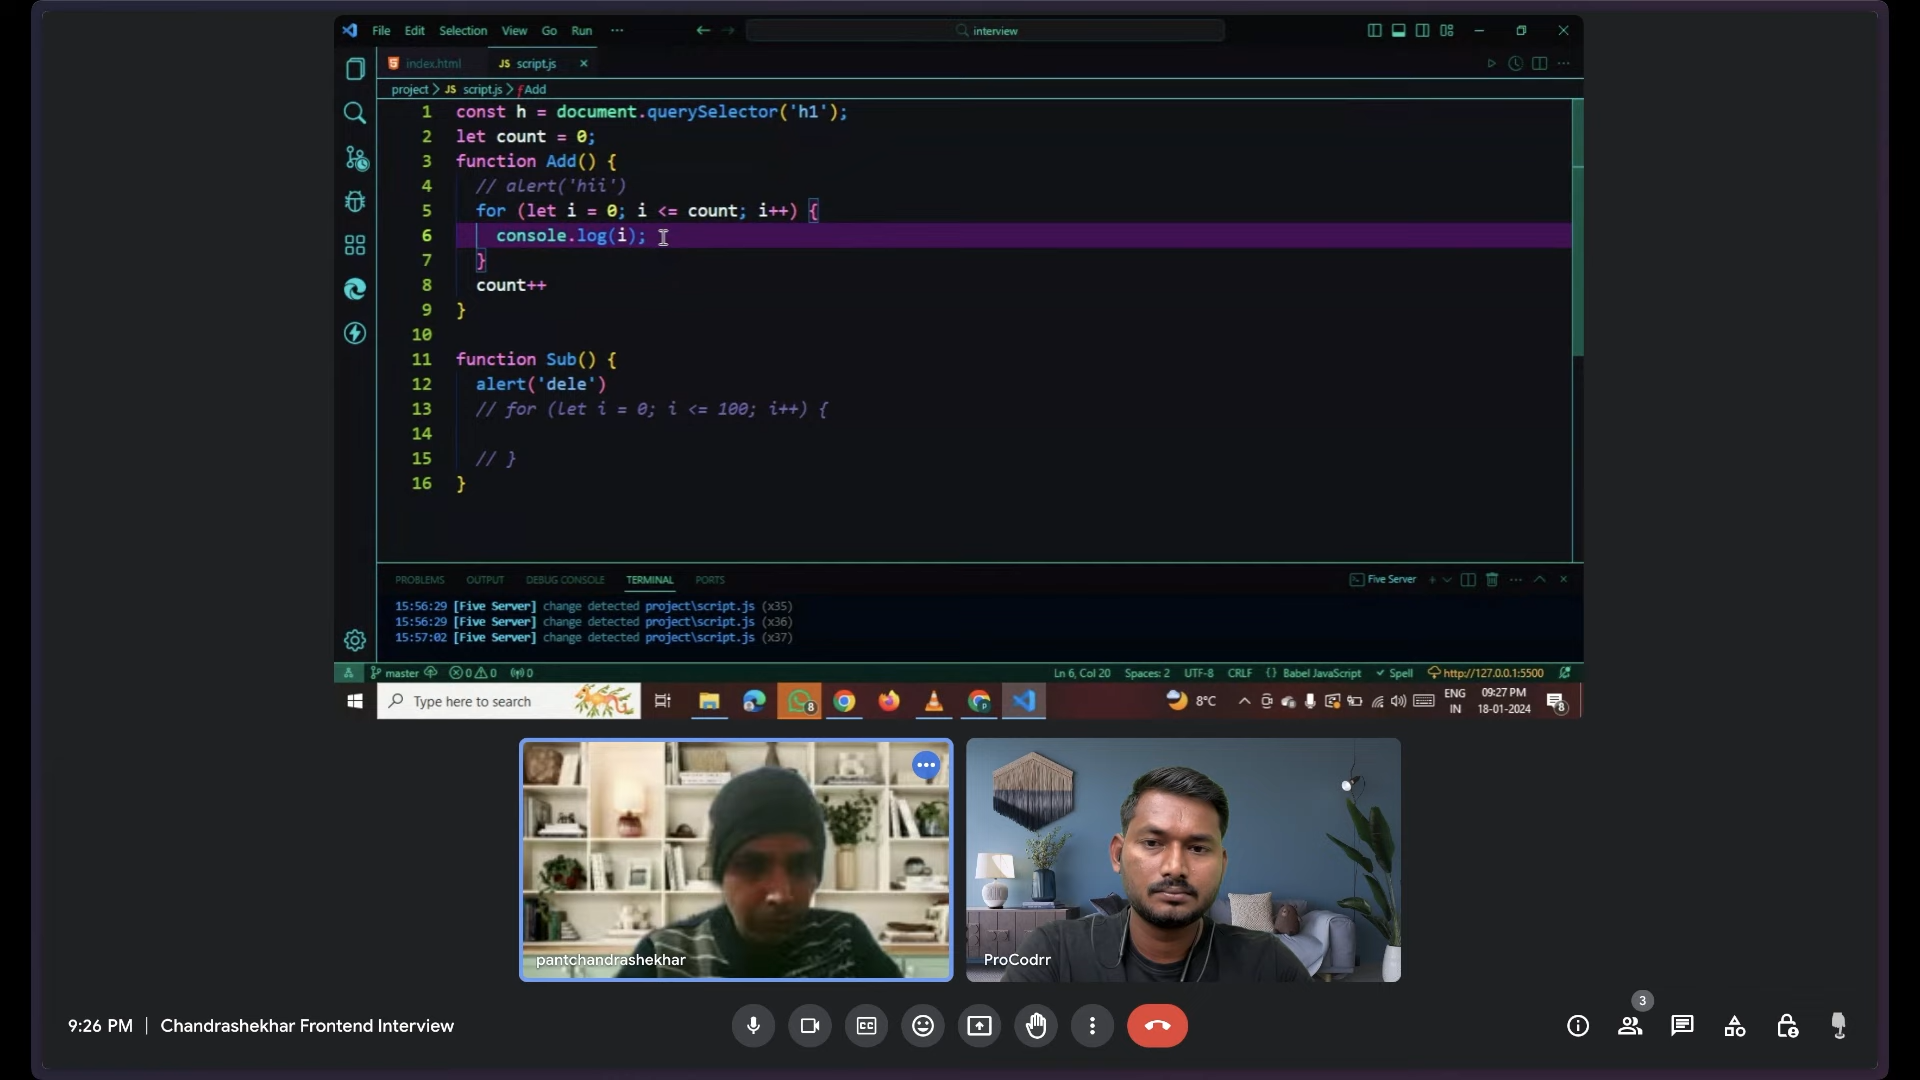 File Edit Selection View Go Run ··· interview
index.html JS script.js
project > JS script.js > Add
1 const h = document.querySelector('h1');
2 let count = 0;
3 function Add() {
4 // alert('hii')
5 for (let i = 0; i <= count; i++) {
6 console.log(i);
7 }
8 count++
9 }
10
11 function Sub() {
12 alert('dele')
13 // for (let i = 0; i <= 100; i++) {
14
15 // }
16 }
PROBLEMS OUTPUT DEBUG CONSOLE TERMINAL PORTS Five Server
15:56:29 [Five Server] change detected project\script.js (x35)
15:56:29 [Five Server] change detected project\script.js (x36)
15:57:02 [Five Server] change detected project\script.js (x37)
master 0 0 0 Ln 6, Col 20 Spaces: 2 UTF-8 CRLF {} Babel JavaScript Spell http://127.0.0.1:5500
Type here to search 8 8°C ENG IN 09:27 PM 18-01-2024 8
pantchandrashekhar
ProCodrr
9:26 PM | Chandrashekhar Frontend Interview
3